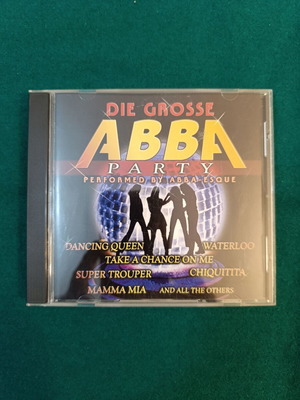 DIE GROSSE
ABBA
PARTY
PERFORMED BY ABBA-ESQUE
DANCING QUEEN WATERLOO
TAKE A CHANCE ON ME
SUPER TROUPER CHIQUITITA
MAMMA MIA AND ALL THE OTHERS